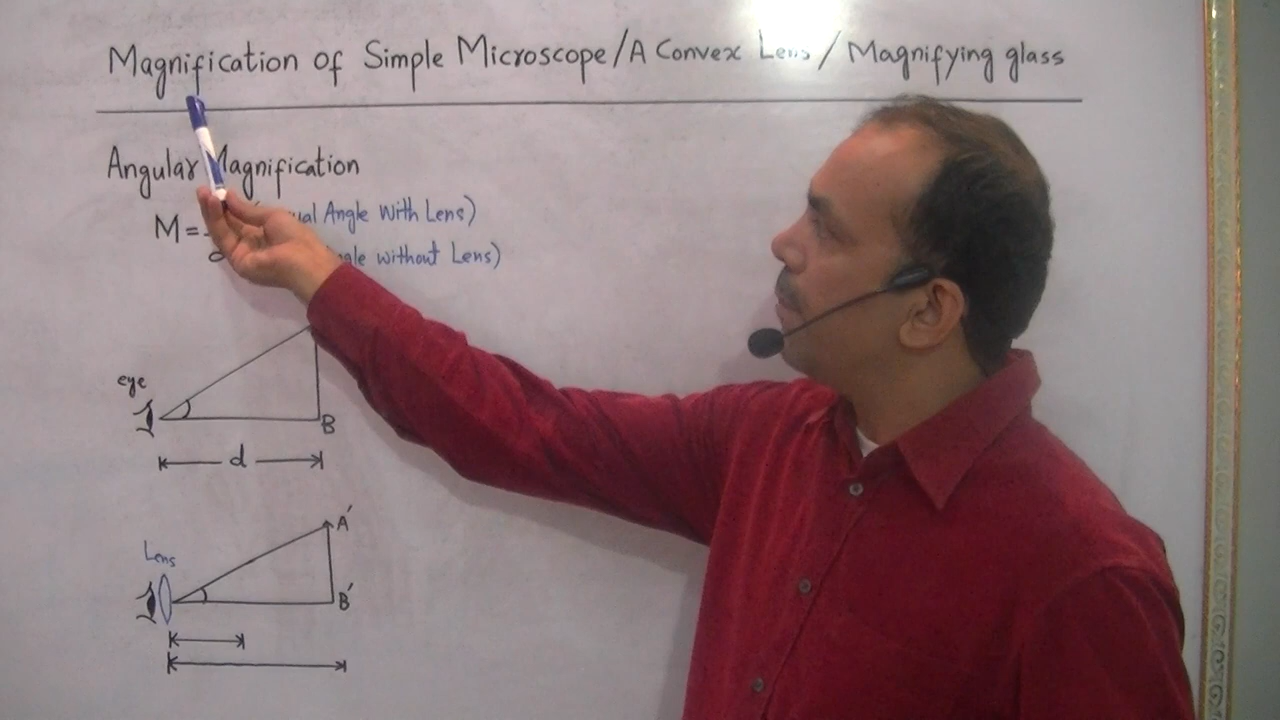 Magnification of Simple Microscope/A Convex Lens/Magnifying glass
Angular Magnification
M=
Angle With Lens)
without Lens)
eye
B
d
A'
Lens
B'